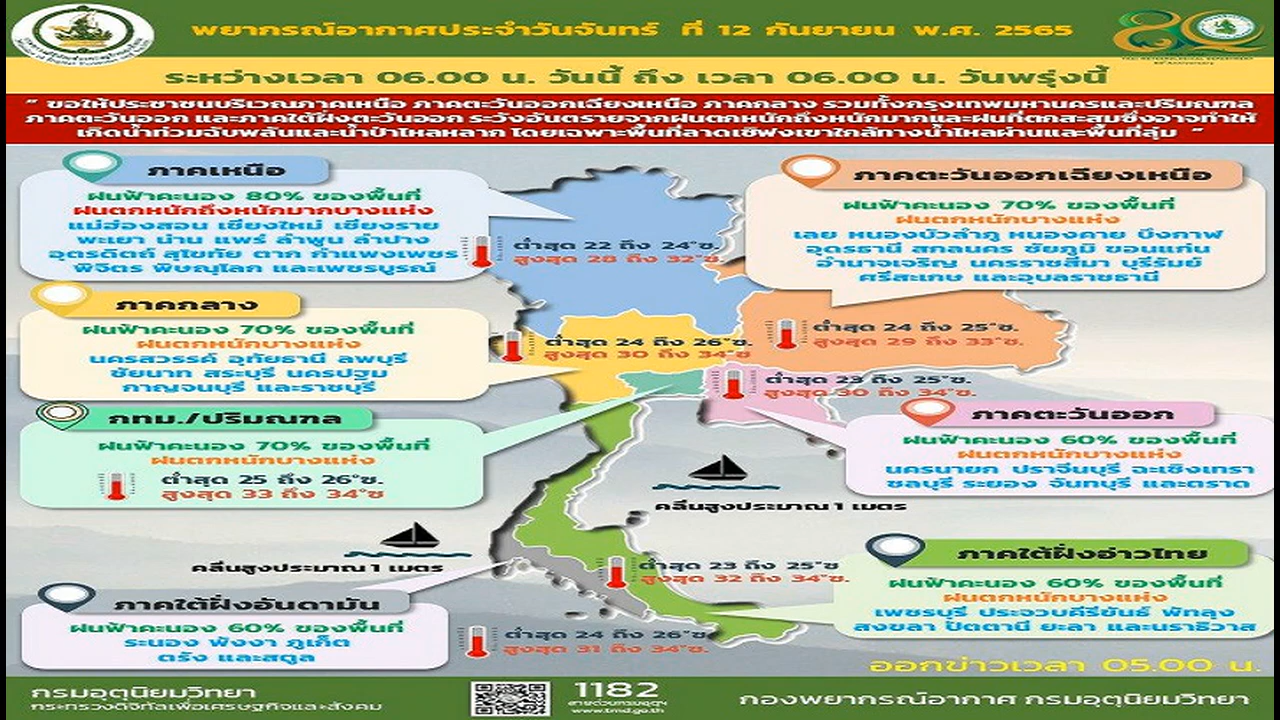 พยากรณ์อากาศประจำวันจันทร์ ที่ 12 กันยายน พ.ศ. 2565
ระหว่างเวลา 06.00 น. วันนี้ ถึง เวลา 06.00 น. วันพรุ่งนี้
" ขอให้ประชาชนบริเวณภาคเหนือ ภาคตะวันออกเฉียงเหนือ ภาคกลาง รวมทั้งกรุงเทพมหานครและปริมณฑล
ภาคตะวันออก และภาคใต้ฝั่งตะวันออก ระวังอันตรายจากฝนตกหนักถึงหนักมากและฝนที่ตกสะสมซึ่งอาจทำให้
เกิดน้ำท่วมฉับพลันและน้ำป่าไหลหลาก โดยเฉพาะพื้นที่ลาดเชิงเขาใกล้ทางน้ำไหลผ่านและพื้นที่ลุ่ม "
ภาคเหนือ
ฝนฟ้าคะนอง 80% ของพื้นที่
ฝนตกหนักถึงหนักมากบางแห่ง
แม่ฮ่องสอน เชียงใหม่ เชียงราย
พะเยา น่าน แพร่ ลำพูน ลำปาง
อุตรดิตถ์ สุโขทัย ตาก กำแพงเพชร
พิจิตร พิษณุโลก และเพชรบูรณ์
ต่ำสุด 22 ถึง 24°ซ.
สูงสุด 28 ถึง 32°ซ.
ภาคตะวันออกเฉียงเหนือ
ฝนฟ้าคะนอง 70% ของพื้นที่
ฝนตกหนักบางแห่ง
เลย หนองบัวลำภู หนองคาย บึงกาฬ
อุดรธานี สกลนคร ชัยภูมิ ขอนแก่น
อำนาจเจริญ นครราชสีมา บุรีรัมย์
ศรีสะเกษ และอุบลราชธานี
ต่ำสุด 24 ถึง 25°ซ.
สูงสุด 29 ถึง 33°ซ.
ภาคกลาง
ฝนฟ้าคะนอง 70% ของพื้นที่
ฝนตกหนักบางแห่ง
นครสวรรค์ อุทัยธานี ลพบุรี
ชัยนาท สระบุรี นครปฐม
กาญจนบุรี และราชบุรี
ต่ำสุด 24 ถึง 26°ซ.
สูงสุด 30 ถึง 34°ซ
กทม./ปริมณฑล
ฝนฟ้าคะนอง 70% ของพื้นที่
ฝนตกหนักบางแห่ง
ต่ำสุด 25 ถึง 26°ซ.
สูงสุด 33 ถึง 34°ซ
ต่ำสุด 23 ถึง 25°ซ.
สูงสุด 30 ถึง 34°ซ.
ภาคตะวันออก
ฝนฟ้าคะนอง 60% ของพื้นที่
ฝนตกหนักบางแห่ง
นครนายก ปราจีนบุรี ฉะเชิงเทรา
ชลบุรี ระยอง จันทบุรี และตราด
คลื่นสูงประมาณ 1 เมตร
คลื่นสูงประมาณ 1 เมตร
ภาคใต้ฝั่งอ่าวไทย
ฝนฟ้าคะนอง 60% ของพื้นที่
ฝนตกหนักบางแห่ง
เพชรบุรี ประจวบคีรีขันธ์ พัทลุง
สงขลา ปัตตานี ยะลา และนราธิวาส
ต่ำสุด 23 ถึง 25°ซ
สูงสุด 32 ถึง 34°ซ.
ภาคใต้ฝั่งอันดามัน
ฝนฟ้าคะนอง 60% ของพื้นที่
ระนอง พังงา ภูเก็ต
ตรัง และสตูล
ต่ำสุด 24 ถึง 26°ซ
สูงสุด 31 ถึง 34°ซ.
ออกข่าวเวลา 05.00 น.
กรมอุตุนิยมวิทยา
กระทรวงดิจิทัลเพื่อเศรษฐกิจและสังคม
1182
สายด่วนกรมอุตุฯ
www.tmd.go.th
กองพยากรณ์อากาศ กรมอุตุนิยมวิทยา